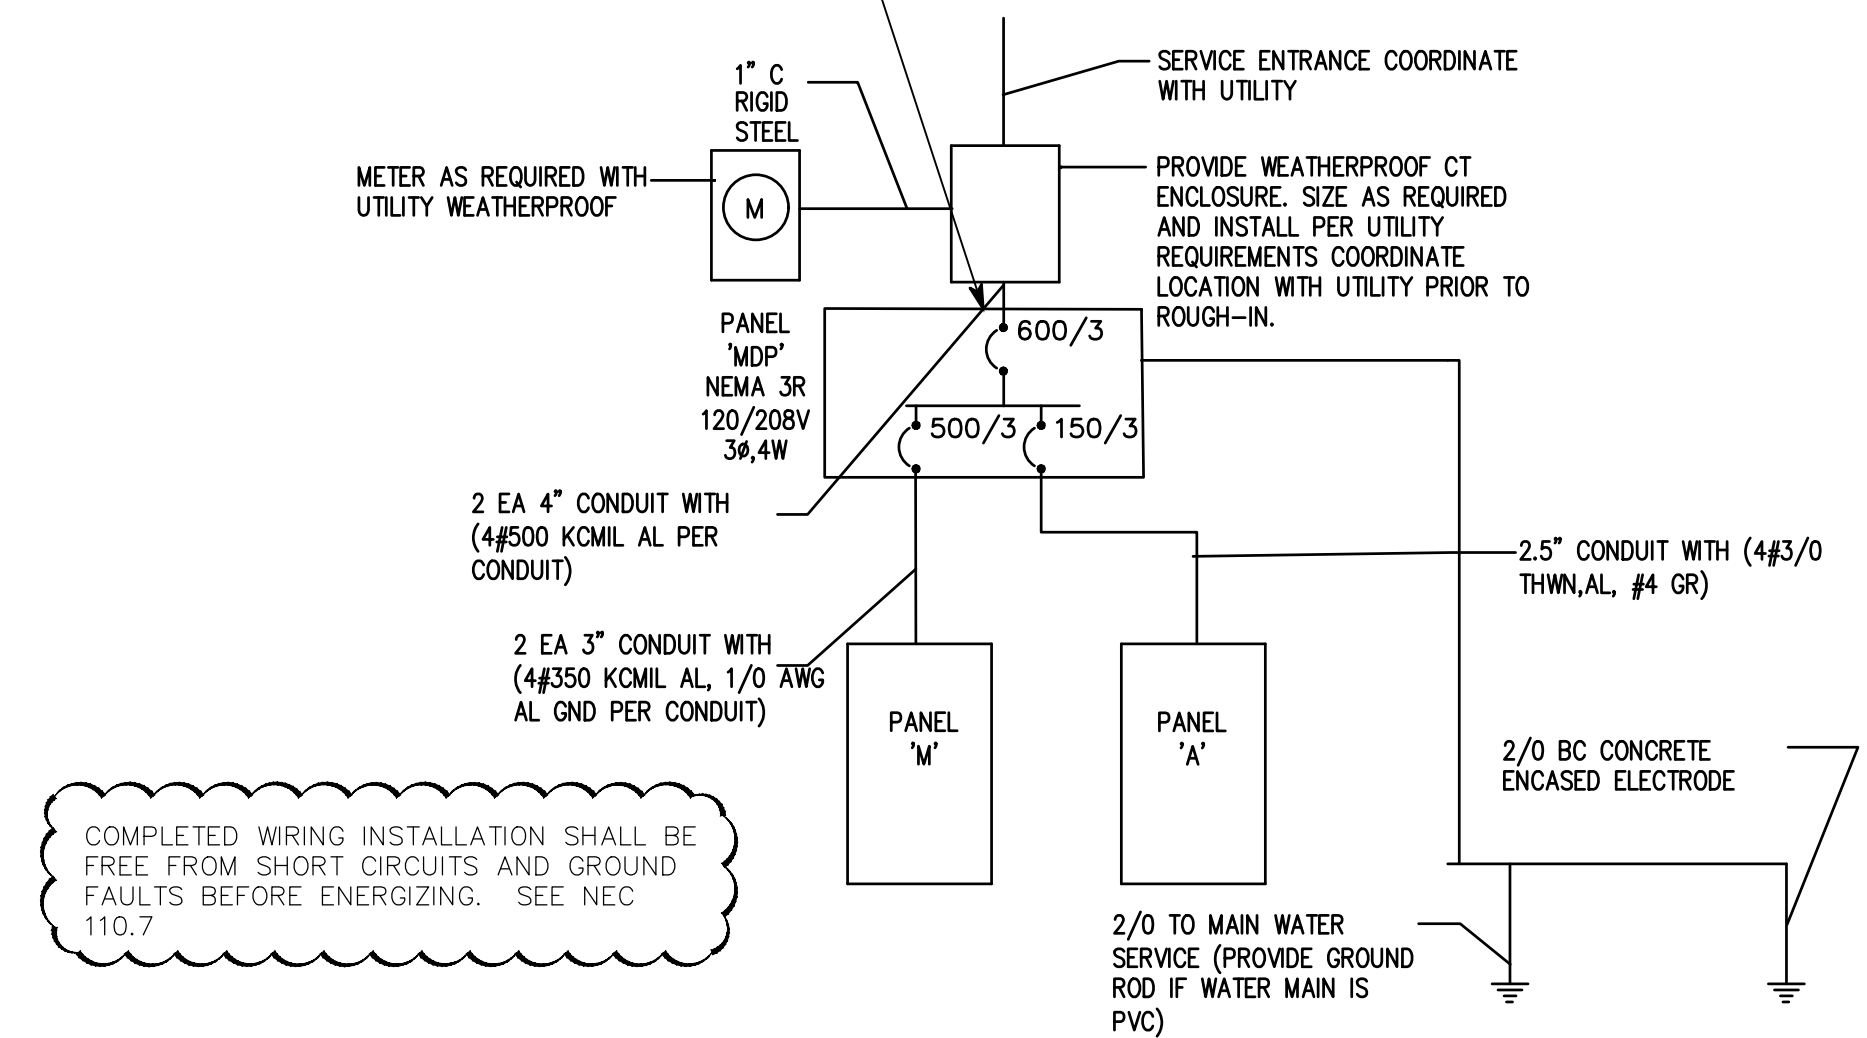 SERVICE ENTRANCE COORDINATE
WITH UTILITY
1" C
RIGID
STEEL
METER AS REQUIRED WITH
UTILITY WEATHERPROOF
M
PROVIDE WEATHERPROOF CT
ENCLOSURE. SIZE AS REQUIRED
AND INSTALL PER UTILITY
REQUIREMENTS COORDINATE
LOCATION WITH UTILITY PRIOR TO
ROUGH-IN.
PANEL
'MDP'
NEMA 3R
120/208V
3ø,4W
600/3
500/3
150/3
2 EA 4" CONDUIT WITH
(4#500 KCMIL AL PER
CONDUIT)
2.5" CONDUIT WITH (4#3/0
THWN,AL, #4 GR)
2 EA 3" CONDUIT WITH
(4#350 KCMIL AL, 1/0 AWG
AL GND PER CONDUIT)
PANEL
'M'
PANEL
'A'
2/0 BC CONCRETE
ENCASED ELECTRODE
COMPLETED WIRING INSTALLATION SHALL BE
FREE FROM SHORT CIRCUITS AND GROUND
FAULTS BEFORE ENERGIZING.  SEE NEC
110.7
2/0 TO MAIN WATER
SERVICE (PROVIDE GROUND
ROD IF WATER MAIN IS
PVC)